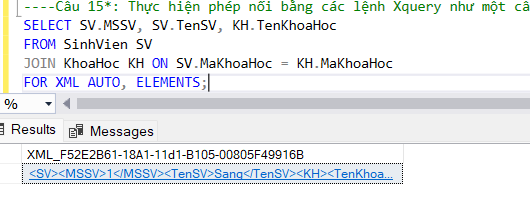 ----Câu 15*: Thực hiện phép nối bằng các lệnh Xquery như một câ
SELECT SV.MSSV, SV.TenSV, KH.TenKhoaHoc
FROM SinhVien SV
JOIN KhoaHoc KH ON SV.MaKhoaHoc = KH.MaKhoaHoc
FOR XML AUTO, ELEMENTS;
%
Results Messages
XML_F52E2B61-18A1-11d1-B105-00805F49916B
<SV><MSSV>1</MSSV><TenSV>Sang</TenSV><KH><TenKhoa...